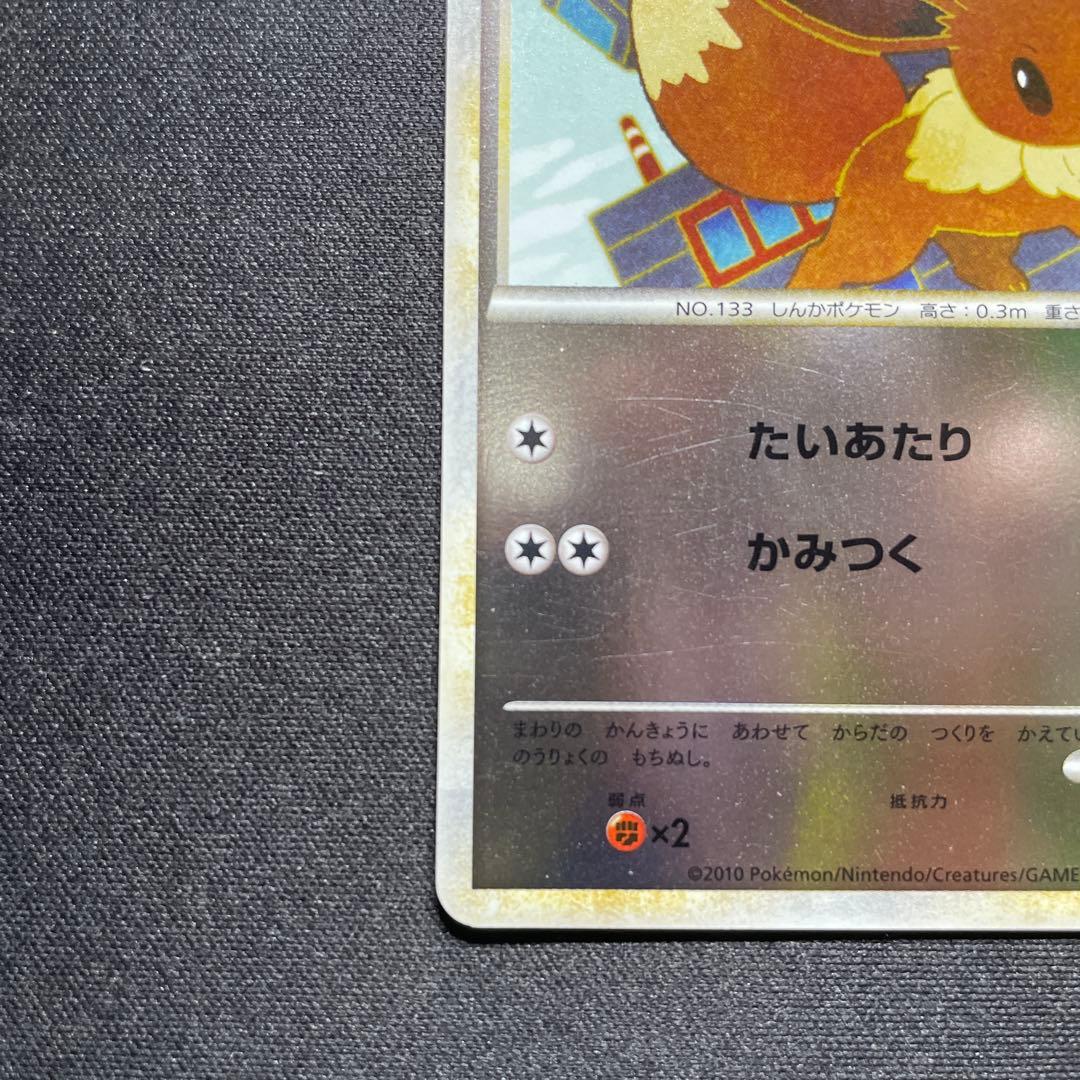 NO.133 しんかポケモン 高さ:0.3m 重さ
たいあたり
かみつく
まわりの かんきょうに あわせて からだの つくりを かえてい
のうりょくの もちぬし。
弱点 抵抗力
×2
©2010 Pokémon/Nintendo/Creatures/GAME